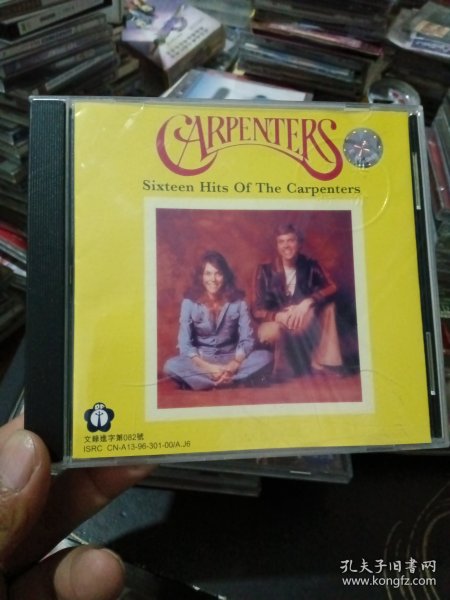 CARPENTERS
Sixteen Hits Of The Carpenters
文錄進字第082號
ISRC CN-A13-96-301-00/A.J6
孔夫子旧书网
www.kongfz.com